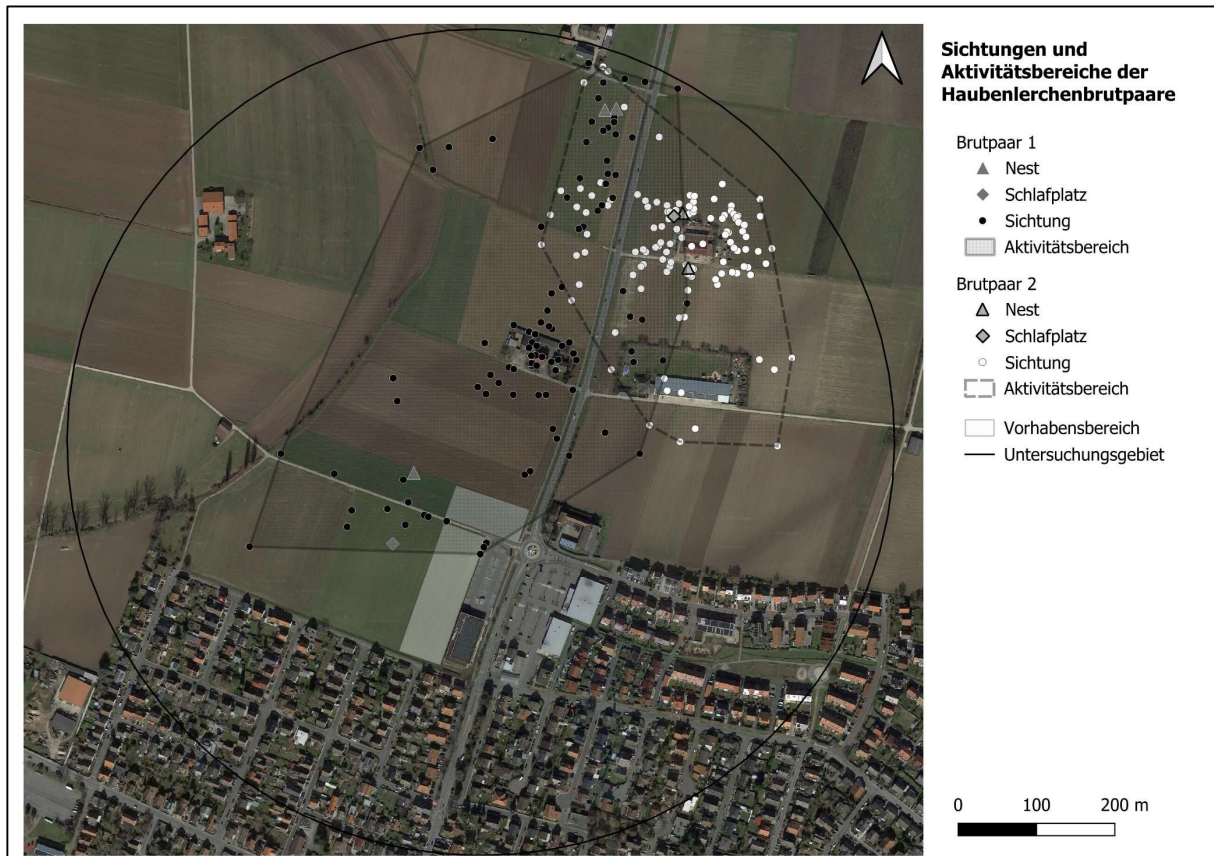 Sichtungen und
Aktivitätsbereiche der
Haubenlerchenbrutpaare
Brutpaar 1
Nest
Schlafplatz
Sichtung
Aktivitätsbereich
Brutpaar 2
Nest
Schlafplatz
Sichtung
Aktivitätsbereich
Vorhabensbereich
Untersuchungsgebiet
0 100 200 m